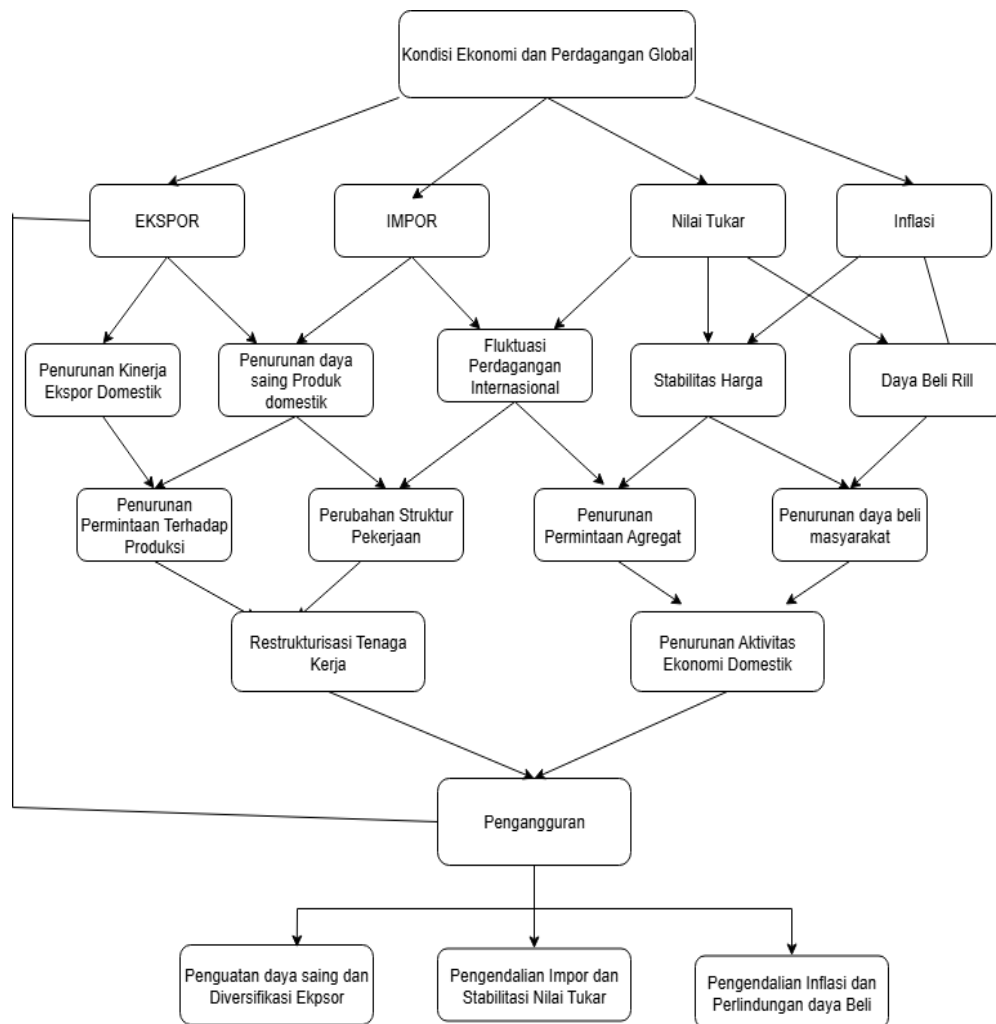 Kondisi Ekonomi dan Perdagangan Global
EKSPOR
IMPOR
Nilai Tukar
Inflasi
Penurunan Kinerja
Ekspor Domestik
Penurunan daya
saing Produk
domestik
Fluktuasi
Perdagangan
Internasional
Stabilitas Harga
Daya Beli Rill
Penurunan
Permintaan Terhadap
Produksi
Perubahan Struktur
Pekerjaan
Penurunan
Permintaan Agregat
Penurunan daya beli
masyarakat
Restrukturisasi Tenaga
Kerja
Penurunan Aktivitas
Ekonomi Domestik
Pengangguran
Penguatan daya saing dan
Diversifikasi Ekpsor
Pengendalian Impor dan
Stabilitasi Nilai Tukar
Pengendalian Inflasi dan
Perlindungan daya Beli